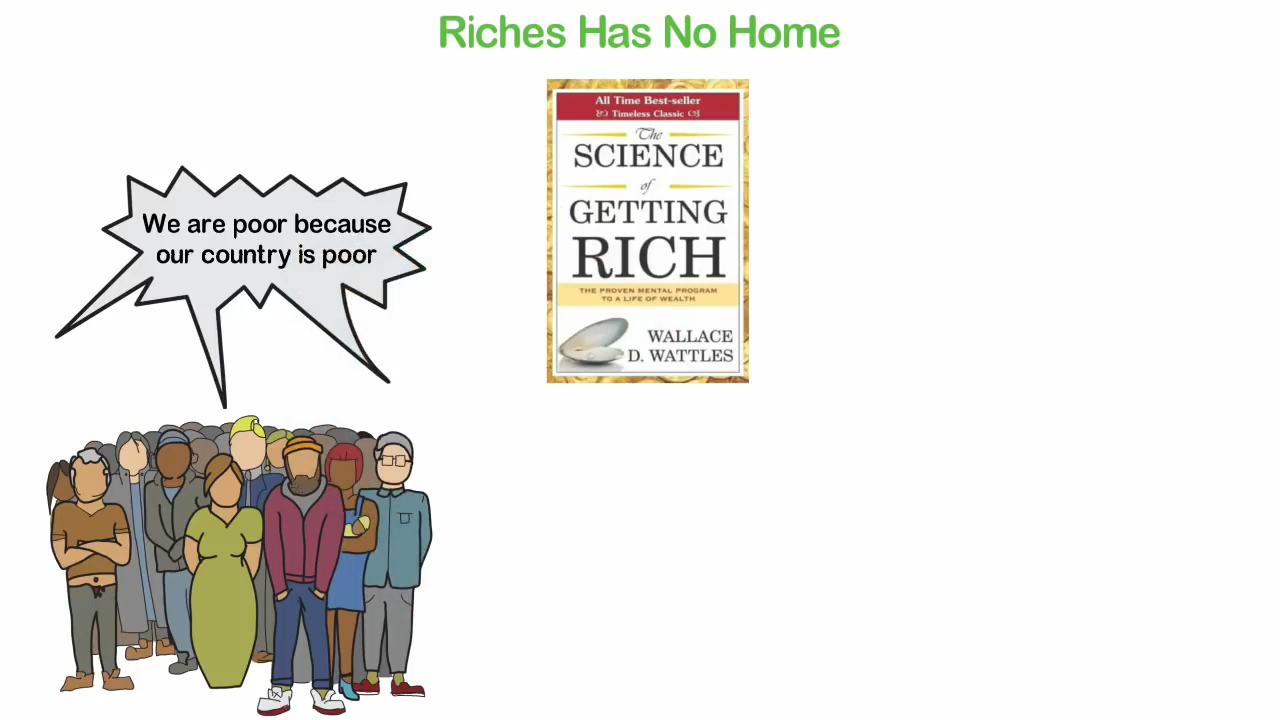 Riches Has No Home
All Time Best-seller
Timeless Classic
The
SCIENCE
of
GETTING
RICH
THE PROVEN MENTAL PROGRAM
TO A LIFE OF WEALTH
WALLACE
D. WATTLES
We are poor because
our country is poor